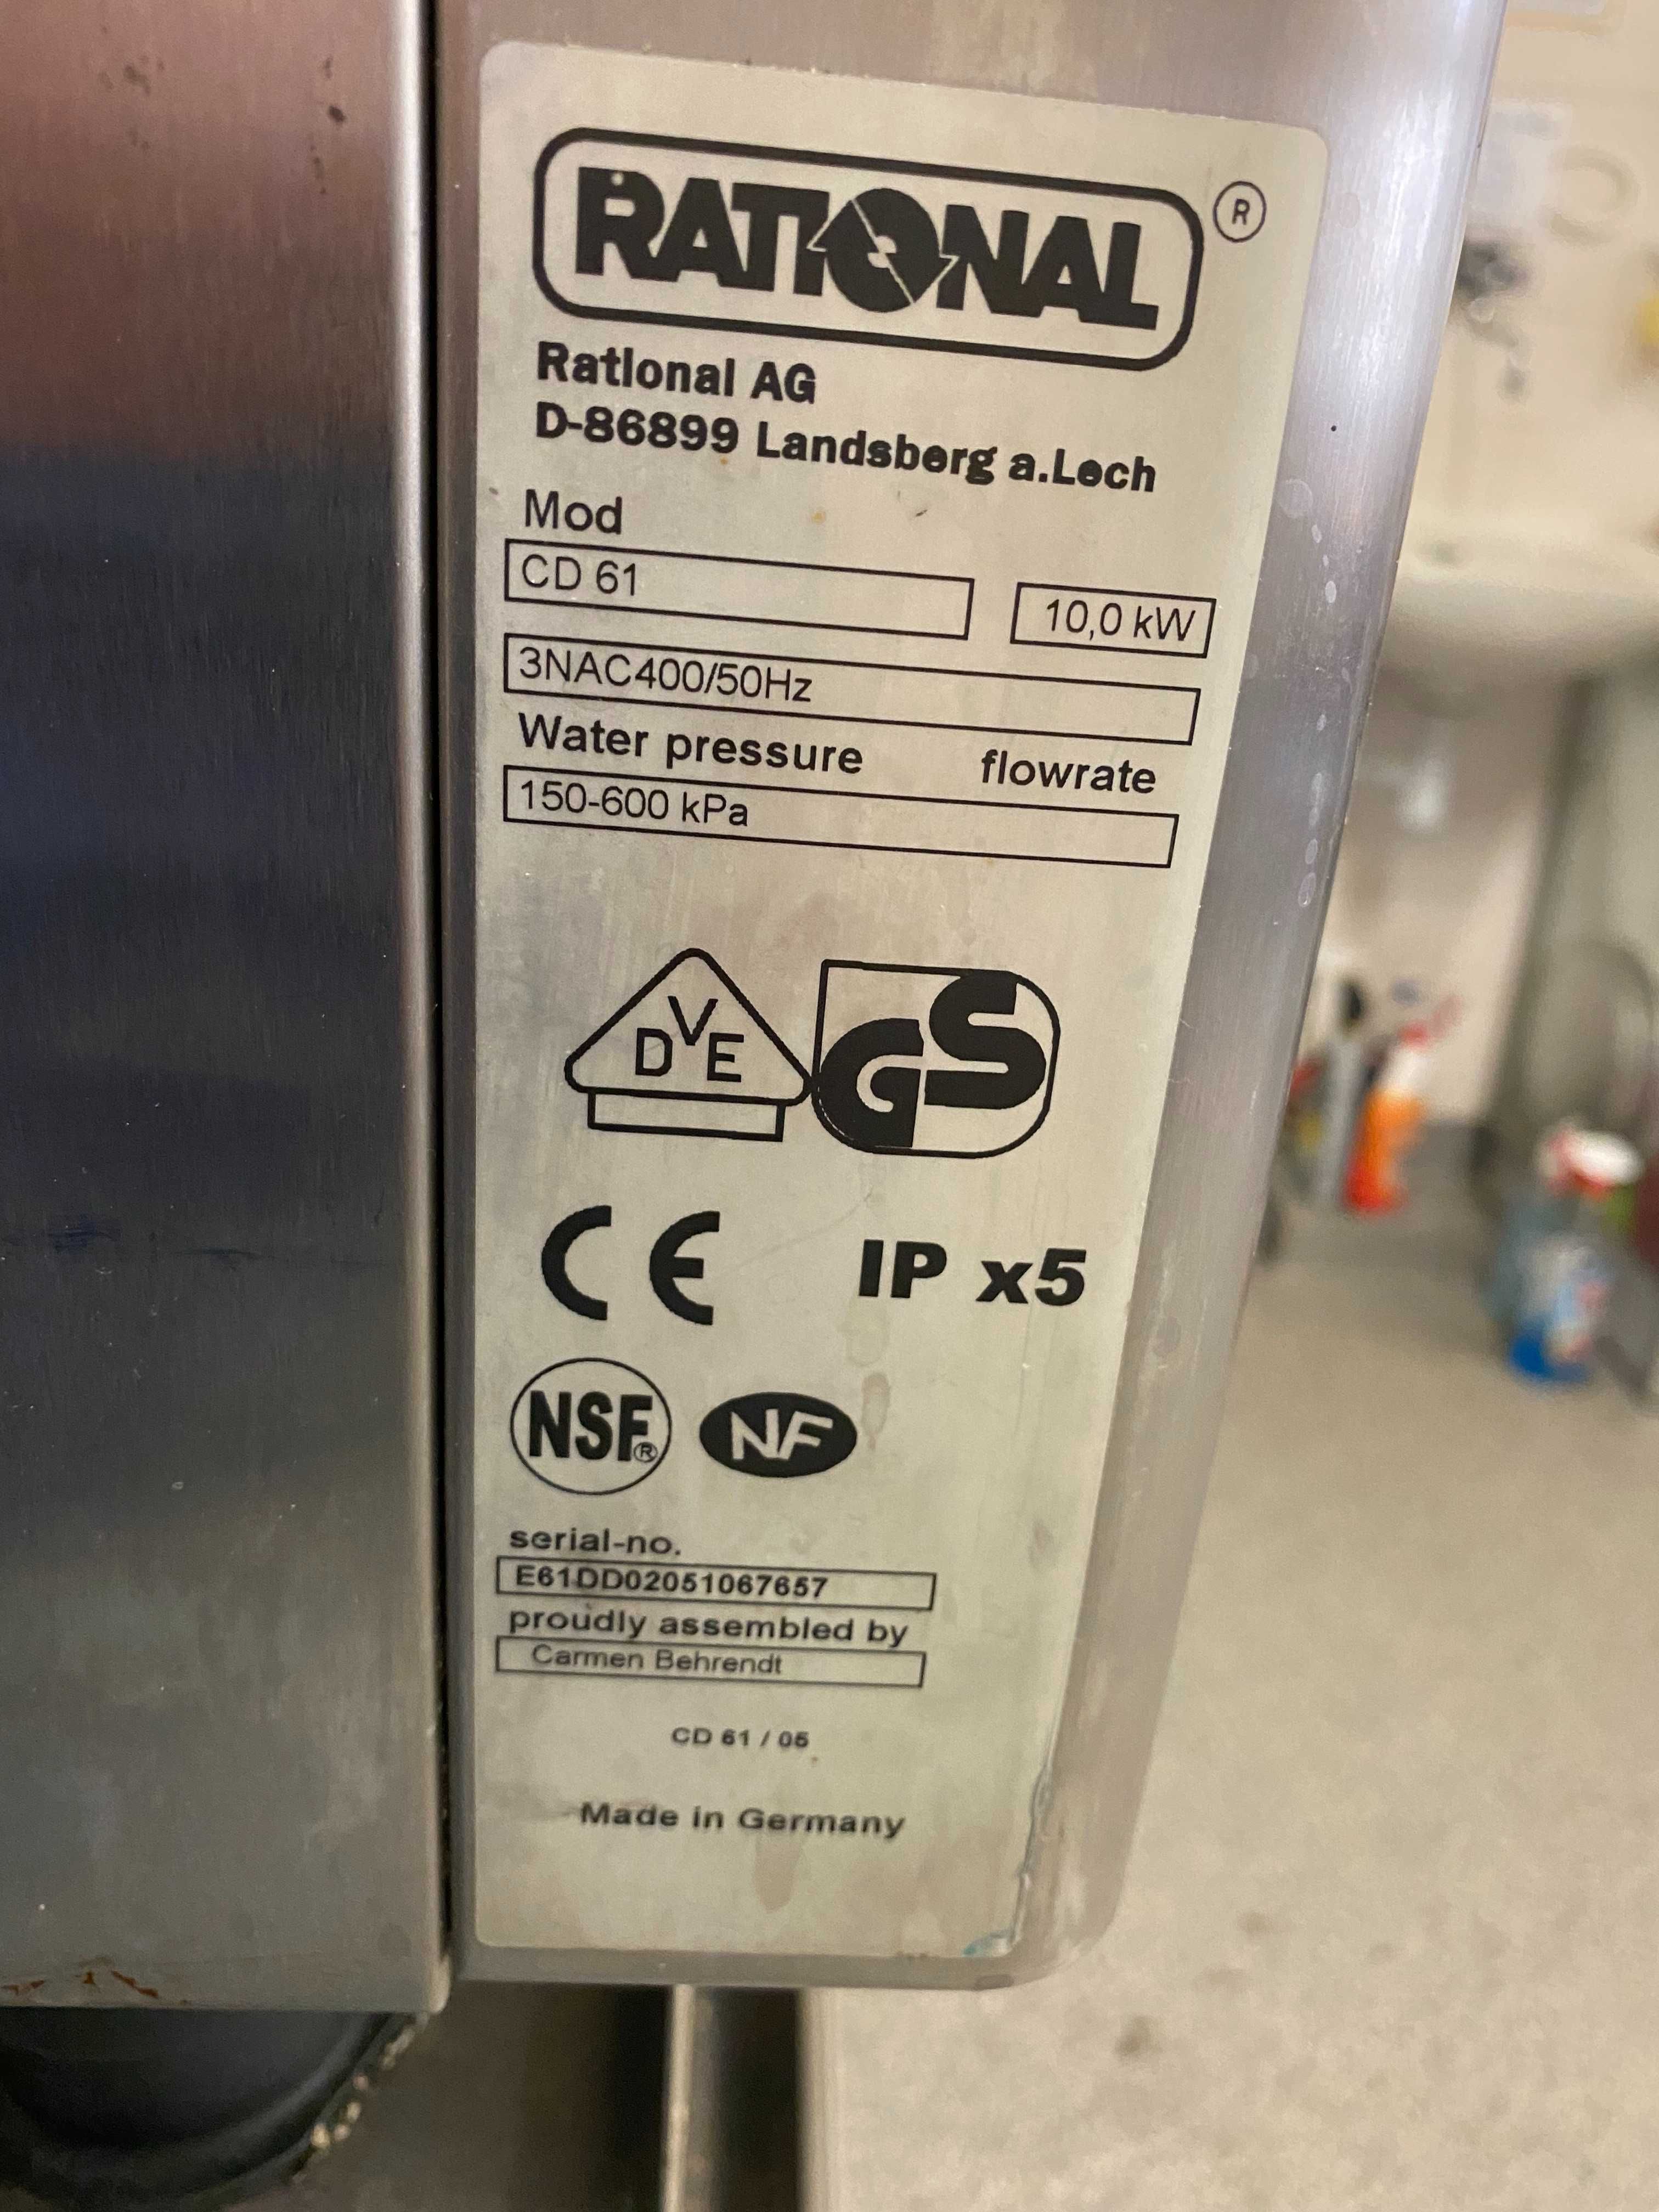 RATIONAL ®
Rational AG
D-86899 Landsberg a.Lech
Mod
CD 61 10,0 kW
3NAC400/50Hz
Water pressure flowrate
150-600 kPa
DVE GS
CE IP x5
NSF® NF
serial-no.
E61DD02051067657
proudly assembled by
Carmen Behrendt
CD 61 / 05
Made in Germany